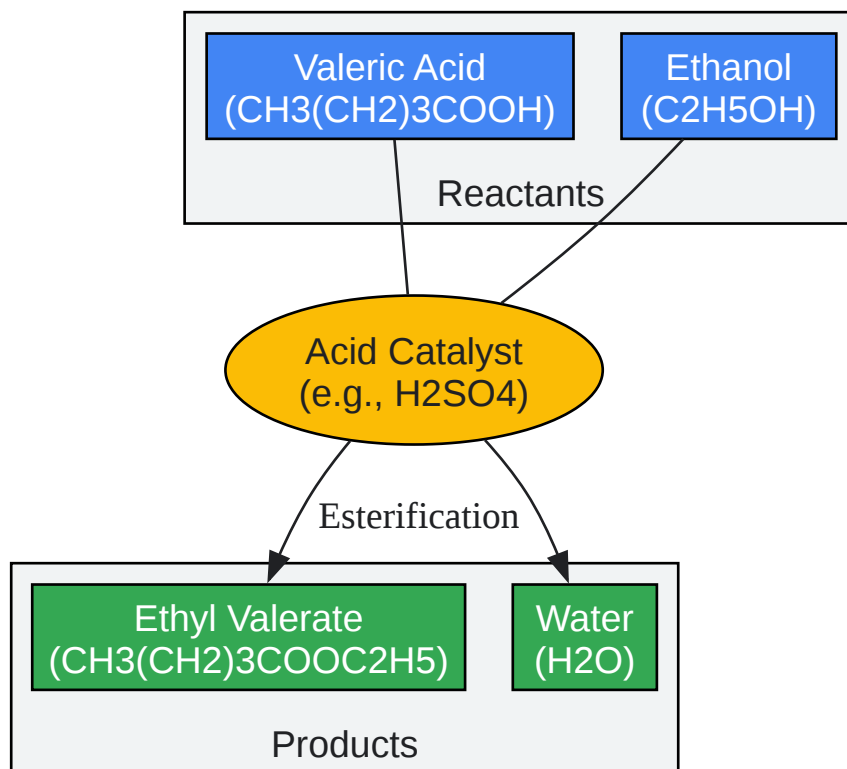 Valeric Acid
(CH3(CH2)3COOH)
Ethanol
(C2H5OH)
Reactants
Acid Catalyst
(e.g., H2SO4)
Esterification
Ethyl Valerate
(CH3(CH2)3COOC2H5)
Water
(H2O)
Products